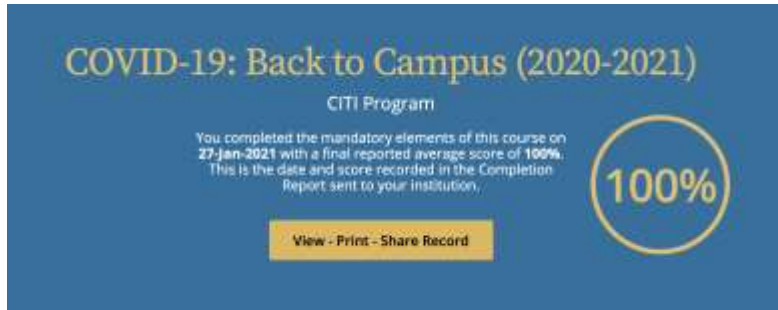 COVID-19: Back to Campus (2020-2021)
CITI Program
You completed the mandatory elements of this course on
27-Jan-2021 with a final reported average score of 100%.
This is the date and score recorded in the Completion
Report sent to your institution.
100%
View - Print - Share Record